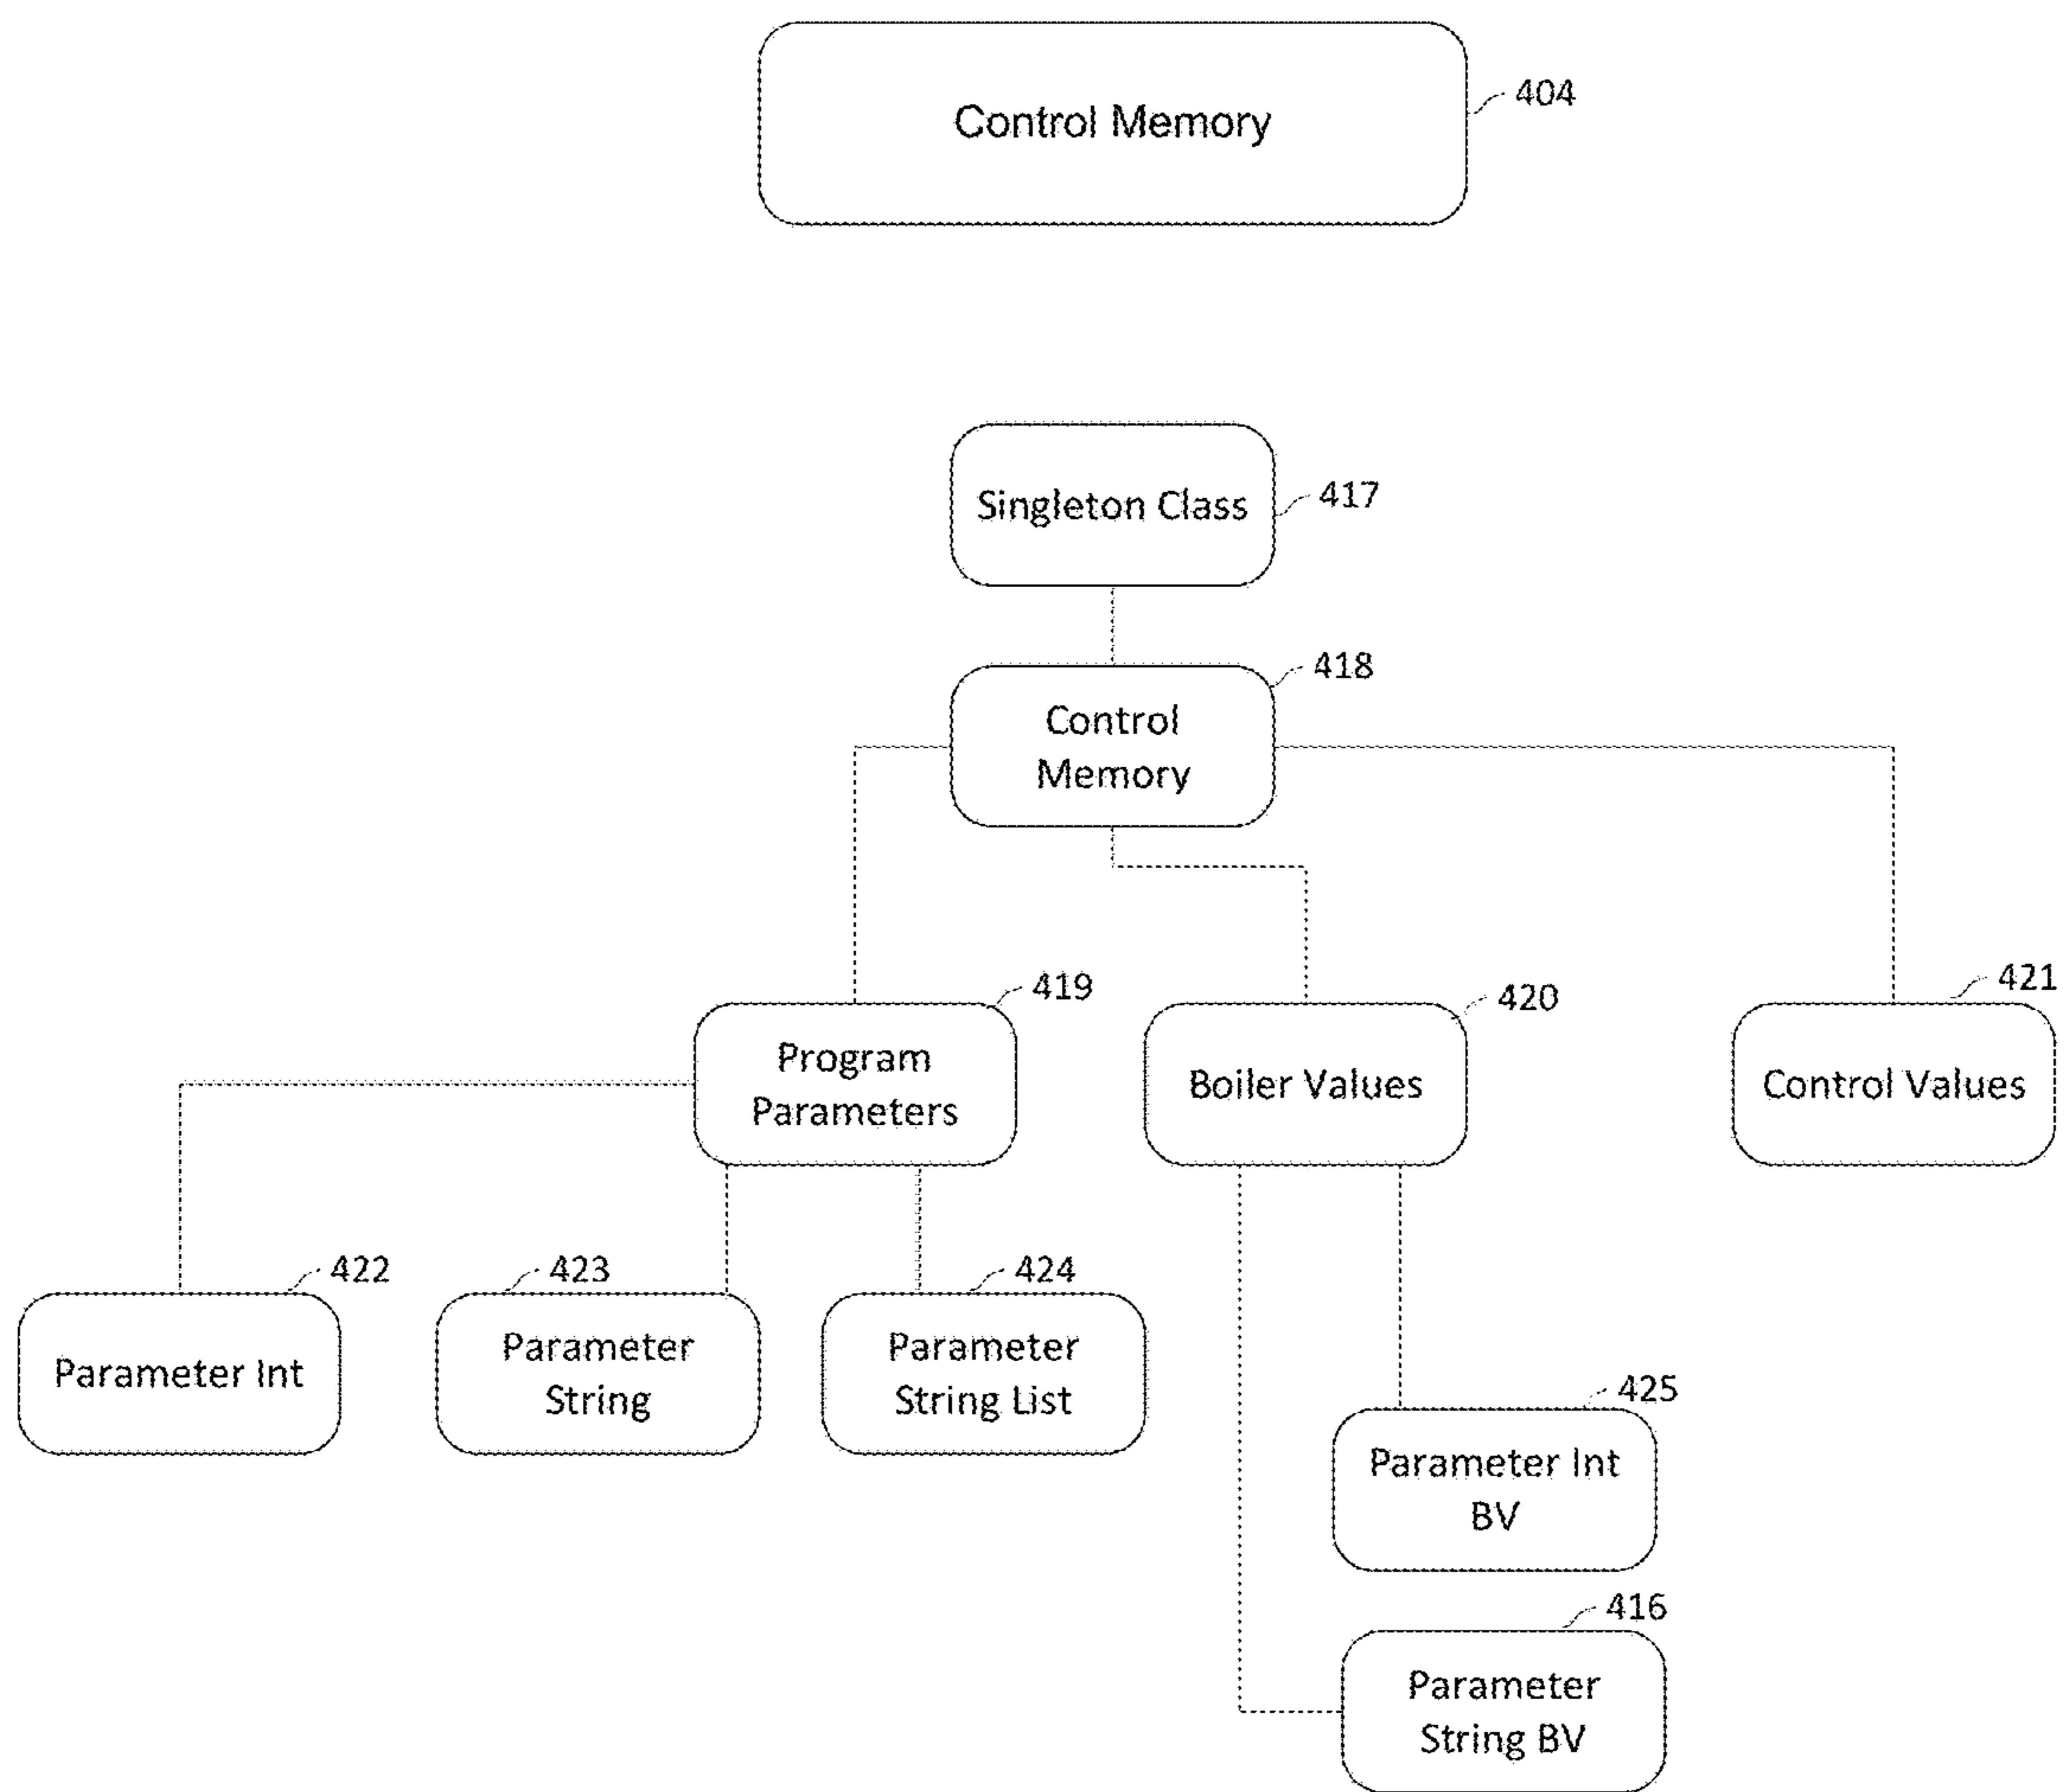 Control Memory
404
Singleton Class
417
418
Control
Memory
419
Program
Parameters
420
Boiler Values
421
Control Values
422
Parameter Int
423
Parameter
String
424
Parameter
String List
425
Parameter Int
BV
416
Parameter
String BV